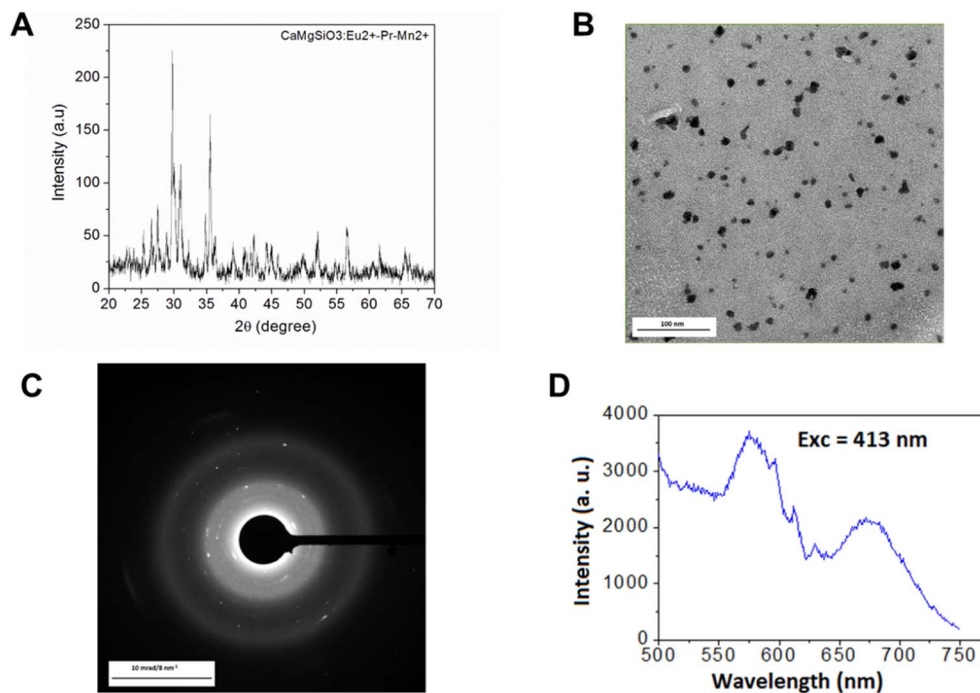 A
CaMgSiO3:Eu2+-Pr-Mn2+
Intensity (a.u)
250
200
150
100
50
0
20 25 30 35 40 45 50 55 60 65 70
2θ (degree)
B
100 nm
C
10 mrad/8 nm⁻¹
D
Exc = 413 nm
Intensity (a. u.)
4000
3000
2000
1000
0
500 550 600 650 700 750
Wavelength (nm)